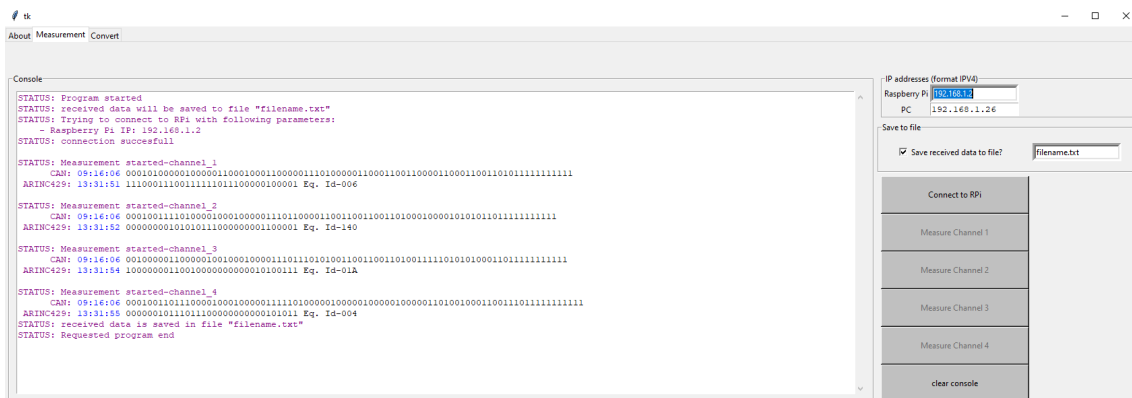 tk
About Measurement Convert
Console
STATUS: Program started
STATUS: received data will be saved to file "filename.txt"
STATUS: Trying to connect to RPi with following parameters:
- Raspberry Pi IP: 192.168.1.2
STATUS: connection succesfull
STATUS: Measurement started-channel_1
CAN: 09:16:06
ARINC429: 13:31:51 Eq. Id-006
STATUS: Measurement started-channel_2
CAN: 09:16:06
ARINC429: 13:31:52 Eq. Id-140
STATUS: Measurement started-channel_3
CAN: 09:16:06
ARINC429: 13:31:54 Eq. Id-01A
STATUS: Measurement started-channel_4
CAN: 09:16:06
ARINC429: 13:31:55 Eq. Id-004
STATUS: received data is saved in file "filename.txt"
STATUS: Requested program end
IP addresses (format IPV4)
Raspberry Pi 192.168.1.2
PC 192.168.1.26
Save to file
Save received data to file? filename.txt
Connect to RPi
Measure Channel 1
Measure Channel 2
Measure Channel 3
Measure Channel 4
clear console